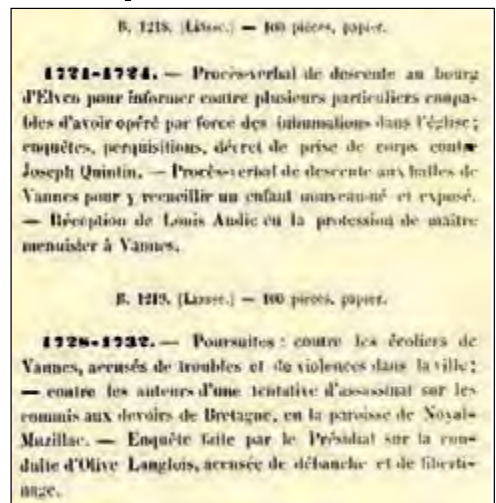 B. 1218. (Liasse.) — 100 pièces, papier.
1721-1724. — Procès-verbal de descente au bourg
d'Elven pour informer contre plusieurs particuliers coupa-
bles d'avoir opéré par force des inhumations dans l'église;
enquêtes, perquisitions, décret de prise de corps contre
Joseph Quintin. — Procès-verbal de descente aux halles de
Vannes pour y recueillir un enfant nouveau-né et exposé.
— Réception de Louis Audic en la profession de maître
menuisier à Vannes.
B. 1219. (Liasse.) — 100 pièces, papier.
1728-1732. — Poursuites : contre les écoliers de
Vannes, accusés de troubles et de violences dans la ville;
— contre les auteurs d'une tentative d'assassinat sur les
commis aux devoirs de Bretagne, en la paroisse de Noyal-
Muzillac. — Enquête faite par le Présidial sur la con-
duite d'Olive Langlois, accusée de débauche et de liberti-
nage.